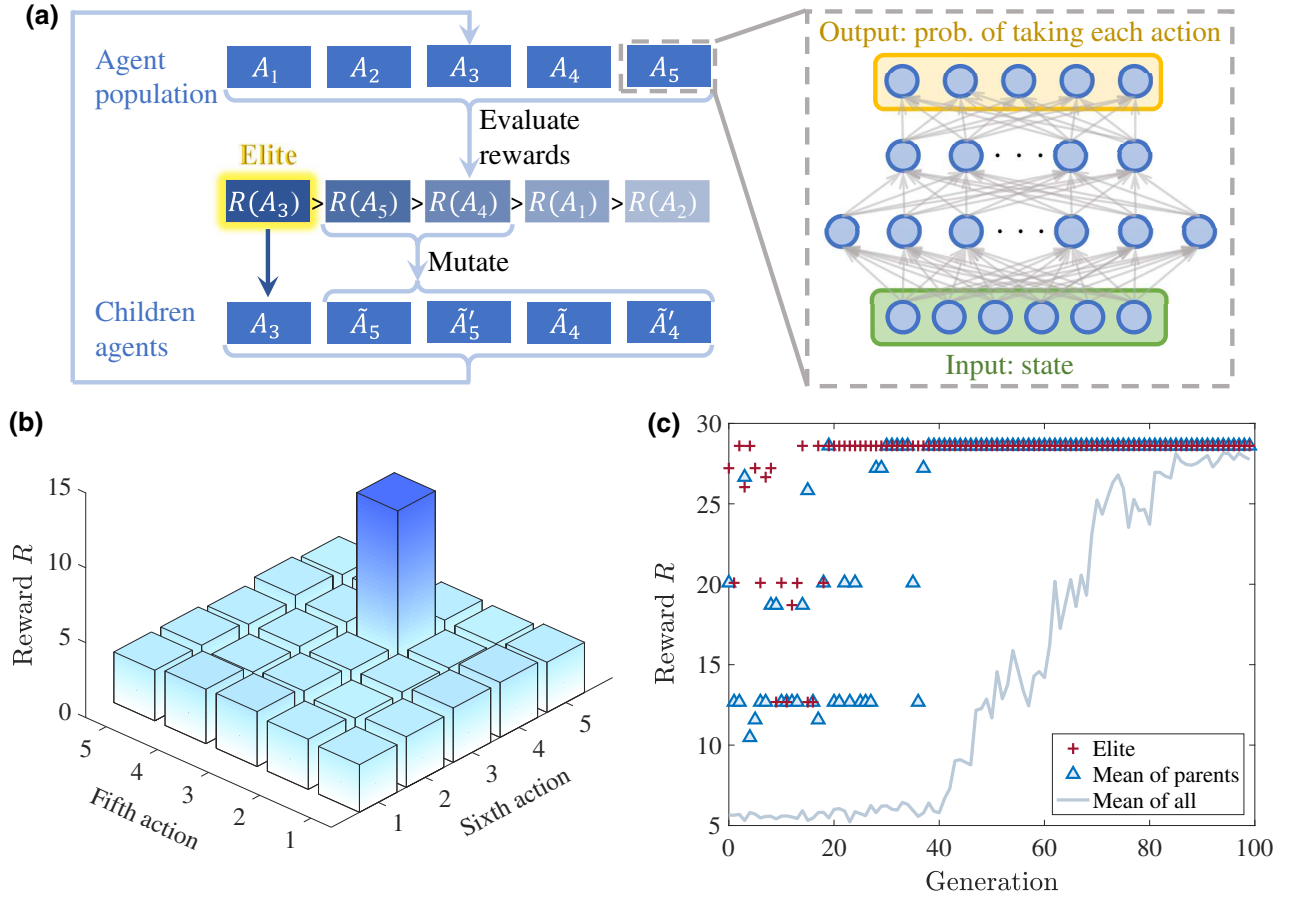 (a)
Agent
population
A₁ A₂ A₃ A₄ A₅
Evaluate
rewards
Elite
R(A₃) > R(A₅) > R(A₄) > R(A₁) > R(A₂)
Mutate
Children
agents
A₃ Ã₅ Ã₅′ Ã₄ Ã₄′
Output: prob. of taking each action
· · ·
· · ·
Input: state
(b)
Reward R
15
10
5
0
5 4 3 2 1
Fifth action
1 2 3 4 5
Sixth action
(c)
Reward R
30
25
20
15
10
5
0 20 40 60 80 100
Generation
Elite
Mean of parents
Mean of all